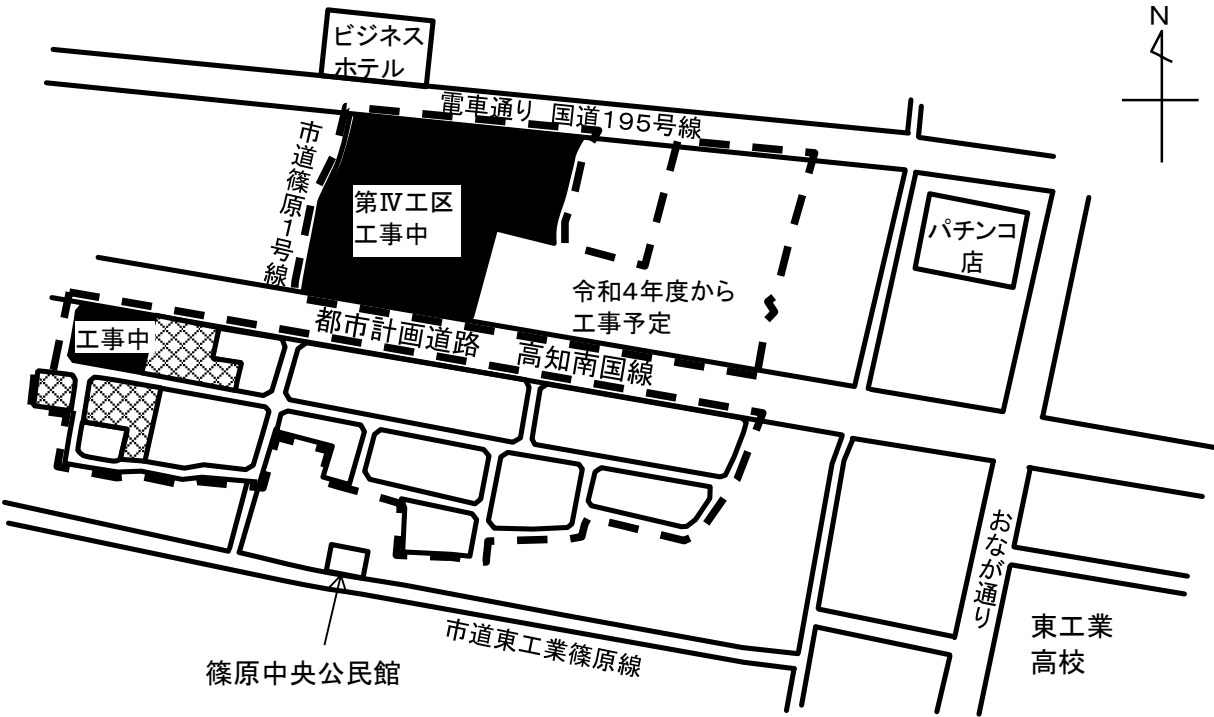 N
ビジネス
ホテル
電車通り 国道195号線
市道篠原1号線
第Ⅳ工区
工事中
パチンコ
店
令和4年度から
工事予定
都市計画道路 高知南国線
工事中
おなが通り
東工業
高校
市道東工業篠原線
篠原中央公民館